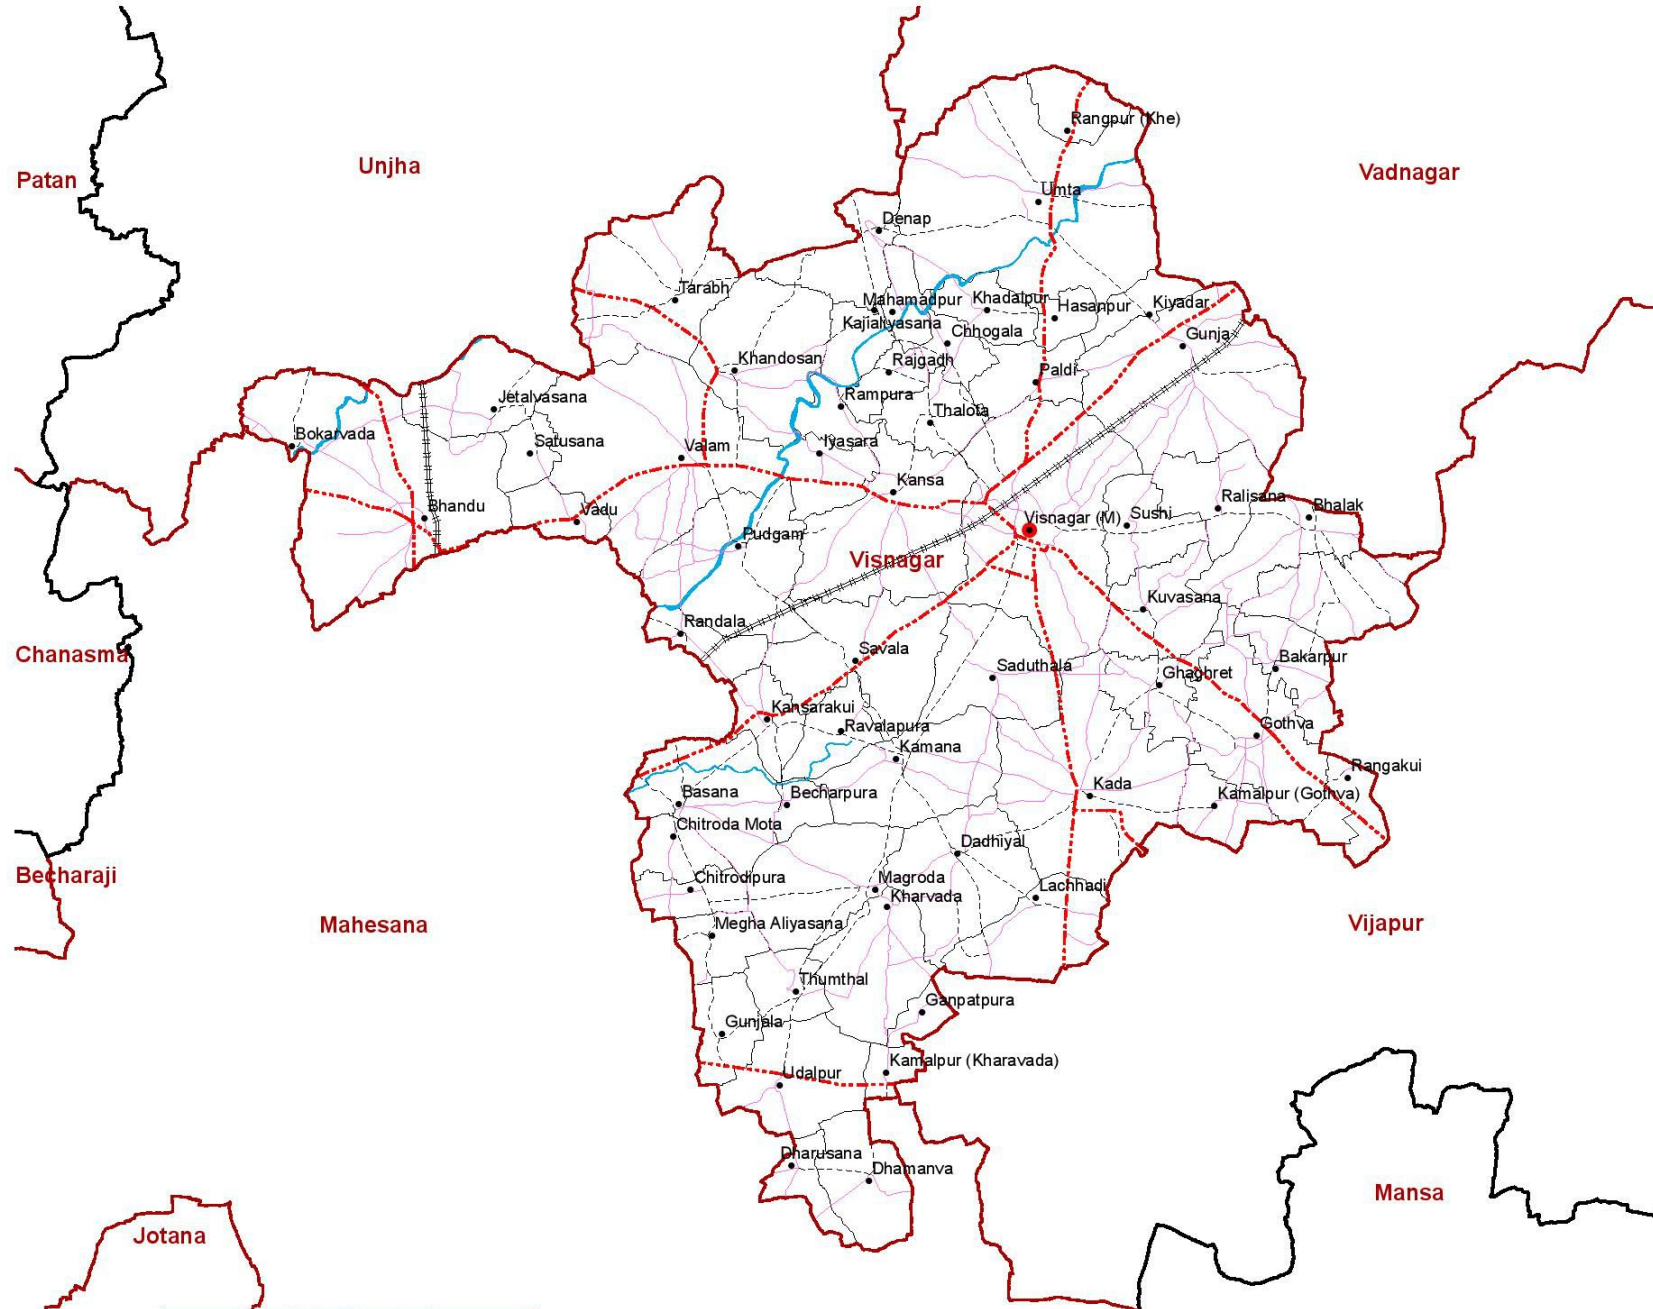 Rangpur (Khe)
Unjha
Vadnagar
Patan
Umta
Denap
Tarabh
Mahamadpur
Khadalpur
Hasanpur
Kiyadar
Kajialiyasana
Chhogala
Gunja
Khandosan
Rajgadh
Paldi
Jetalvasana
Rampura
Thalota
Bokarvada
Satusana
Valam
Iyasara
Kansa
Ralisana
Bhalak
Bhandu
Vadu
Visnagar (M)
Sushi
Pudgam
Visnagar
Kuvasana
Randala
Chanasma
Savala
Saduthala
Ghaghret
Bakarpur
Kansarakui
Ravalapura
Kamana
Gothva
Rangakui
Basana
Becharpura
Kada
Kamalpur (Gothva)
Chitroda Mota
Dadhiyal
Becharaji
Chitrodipura
Magroda
Lachhadi
Kharvada
Mahesana
Megha Aliyasana
Vijapur
Thumthal
Ganpatpura
Gunjala
Kamalpur (Kharavada)
Udalpur
Dharusana
Dhamanva
Mansa
Jotana